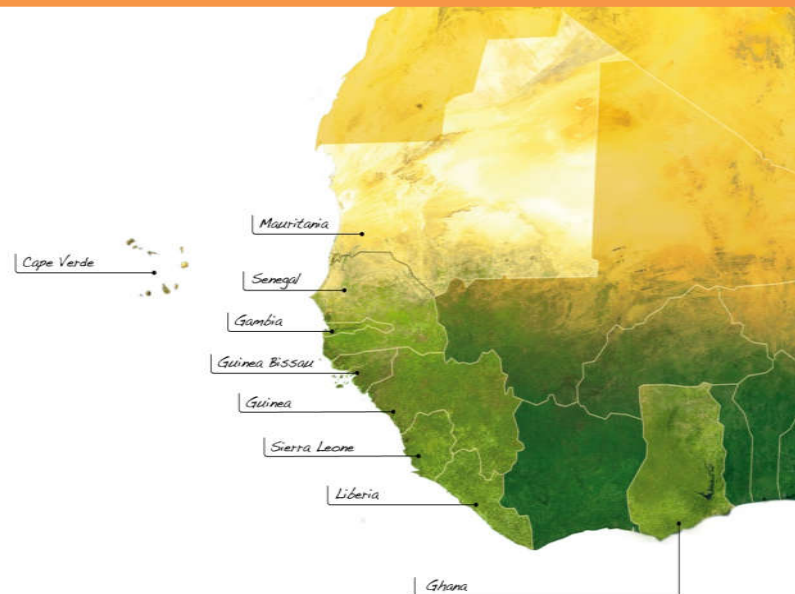 Mauritania
Cape Verde
Senegal
Gambia
Guinea Bissau
Guinea
Sierra Leone
Liberia
Ghana